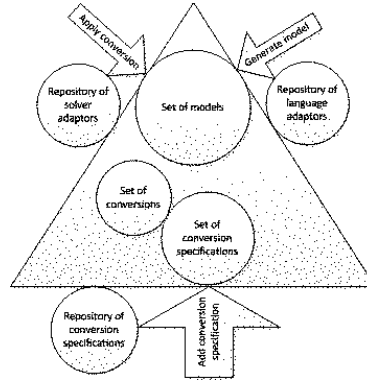 Apply conversion
Generate model
Repository of
solver
adaptors
Set of models
Repository of
language
adaptors
Set of
conversions
Set of
conversion
specifications
Repository of
conversion
specifications
Add conversion
specification